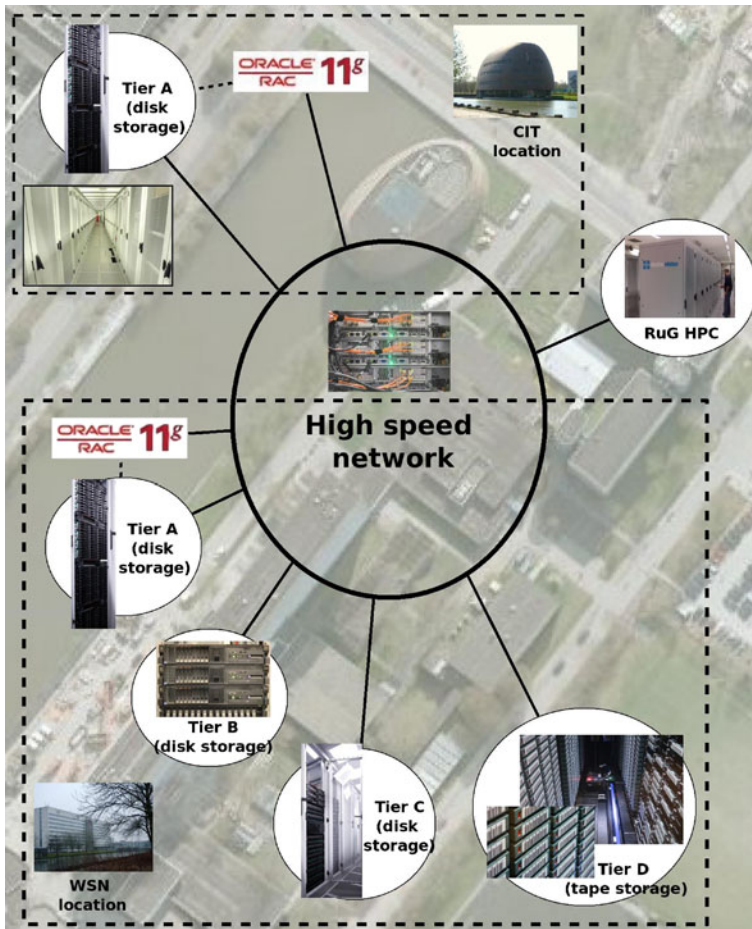 Tier A
(disk
storage)
ORACLE
RAC 11g
CIT
location
RuG HPC
High speed
network
ORACLE
RAC 11g
Tier A
(disk
storage)
Tier B
(disk storage)
Tier C
(disk
storage)
Tier D
(tape storage)
WSN
location